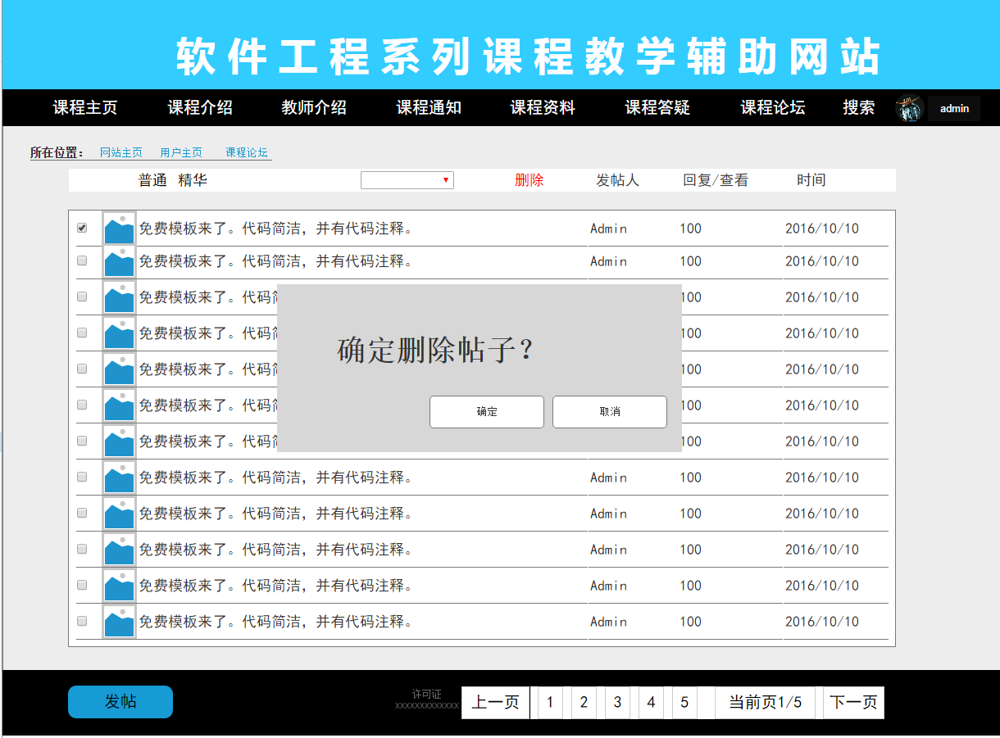 软件工程系列课程教学辅助网站
课程主页 课程介绍 教师介绍 课程通知 课程资料 课程答疑 课程论坛 搜索 admin
所在位置： 网站主页 用户主页 课程论坛
普通 精华 删除 发帖人 回复/查看 时间
免费模板来了。代码简洁，并有代码注释。 Admin 100 2016/10/10
免费模板来了。代码简洁，并有代码注释。 Admin 100 2016/10/10
免费模板来了。代码简 100 2016/10/10
免费模板来了。代码简 100 2016/10/10
确定删除帖子？
免费模板来了。代码简 100 2016/10/10
免费模板来了。代码简 100 2016/10/10
确定 取消
免费模板来了。代码简 100 2016/10/10
免费模板来了。代码简洁，并有代码注释。 Admin 100 2016/10/10
免费模板来了。代码简洁，并有代码注释。 Admin 100 2016/10/10
免费模板来了。代码简洁，并有代码注释。 Admin 100 2016/10/10
免费模板来了。代码简洁，并有代码注释。 Admin 100 2016/10/10
免费模板来了。代码简洁，并有代码注释。 Admin 100 2016/10/10
发帖
许可证
xxxxxxxxxxxxx
上一页 1 2 3 4 5 当前页1/5 下一页